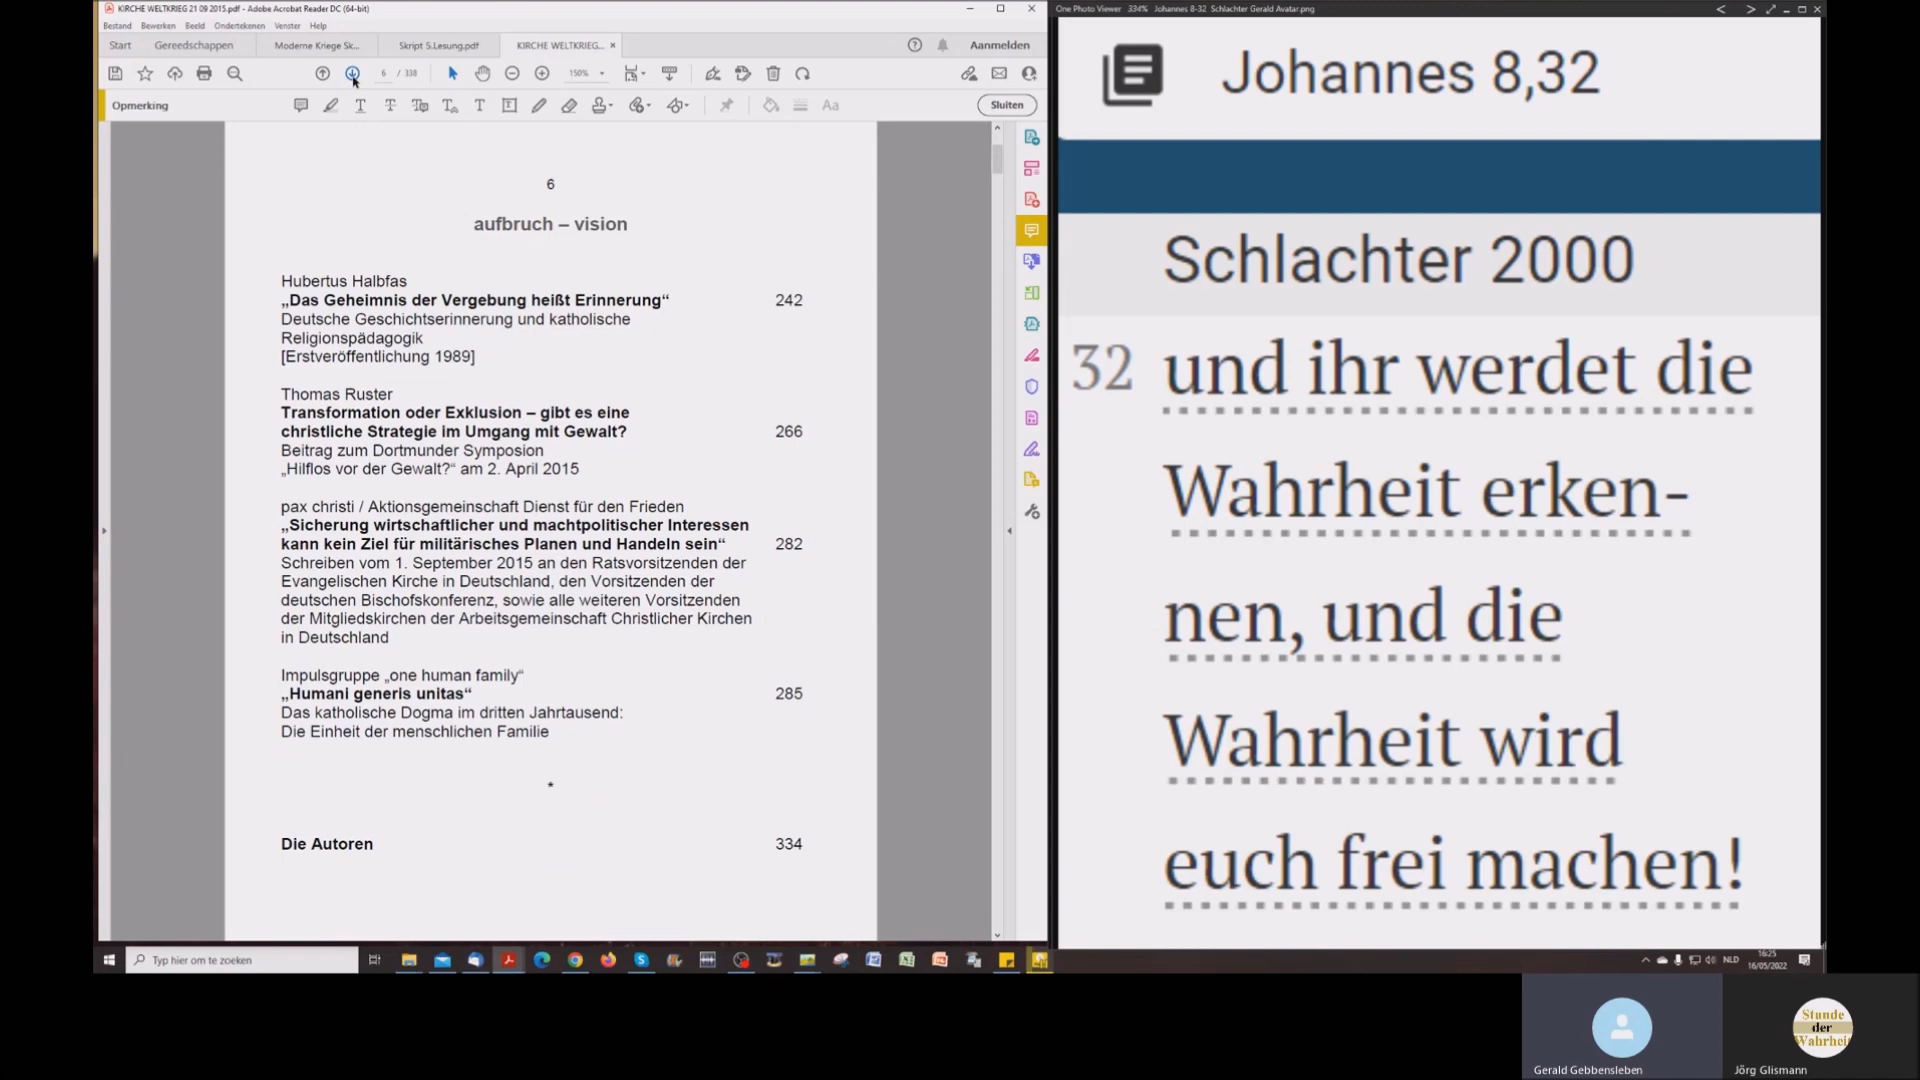 KIRCHE WELTKRIEG 21 09 2015.pdf - Adobe Acrobat Reader DC (64-bit)
Bestand Bewerken Beeld Ondertekenen Venster Help
Start Gereedschappen Moderne Kriege Sk... Skript 5.Lesung.pdf KIRCHE WELTKRIEG... × Aanmelden
6 / 338 150%
Opmerking Aa Sluiten
6
aufbruch – vision
Hubertus Halbfas
„Das Geheimnis der Vergebung heißt Erinnerung“ 242
Deutsche Geschichtserinnerung und katholische
Religionspädagogik
[Erstveröffentlichung 1989]
Thomas Ruster
Transformation oder Exklusion – gibt es eine
christliche Strategie im Umgang mit Gewalt? 266
Beitrag zum Dortmunder Symposion
„Hilflos vor der Gewalt?“ am 2. April 2015
pax christi / Aktionsgemeinschaft Dienst für den Frieden
„Sicherung wirtschaftlicher und machtpolitischer Interessen
kann kein Ziel für militärisches Planen und Handeln sein“ 282
Schreiben vom 1. September 2015 an den Ratsvorsitzenden der
Evangelischen Kirche in Deutschland, den Vorsitzenden der
deutschen Bischofskonferenz, sowie alle weiteren Vorsitzenden
der Mitgliedskirchen der Arbeitsgemeinschaft Christlicher Kirchen
in Deutschland
Impulsgruppe „one human family“
„Humani generis unitas“ 285
Das katholische Dogma im dritten Jahrtausend:
Die Einheit der menschlichen Familie
*
Die Autoren 334
Typ hier om te zoeken
One Photo Viewer 334% Johannes 8-32 Schlachter Gerald Avatar.png
Johannes 8,32
Schlachter 2000
32 und ihr werdet die
Wahrheit erken-
nen, und die
Wahrheit wird
euch frei machen!
NLD
16:25
16/05/2022
Gerald Gebbensleben
Stunde
der
Wahrheit
Jörg Glismann